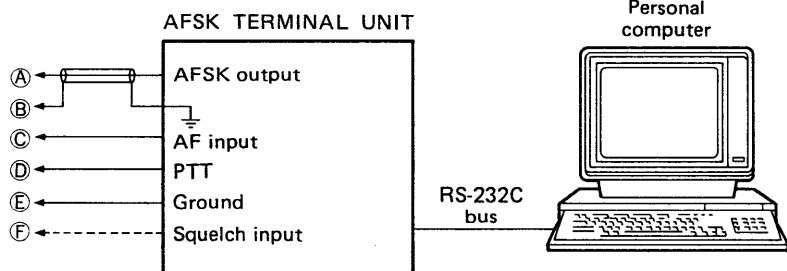 AFSK TERMINAL UNIT
Personal
computer
Ⓐ AFSK output
Ⓑ
Ⓒ AF input
Ⓓ PTT
Ⓔ Ground
Ⓕ Squelch input
RS-232C
bus